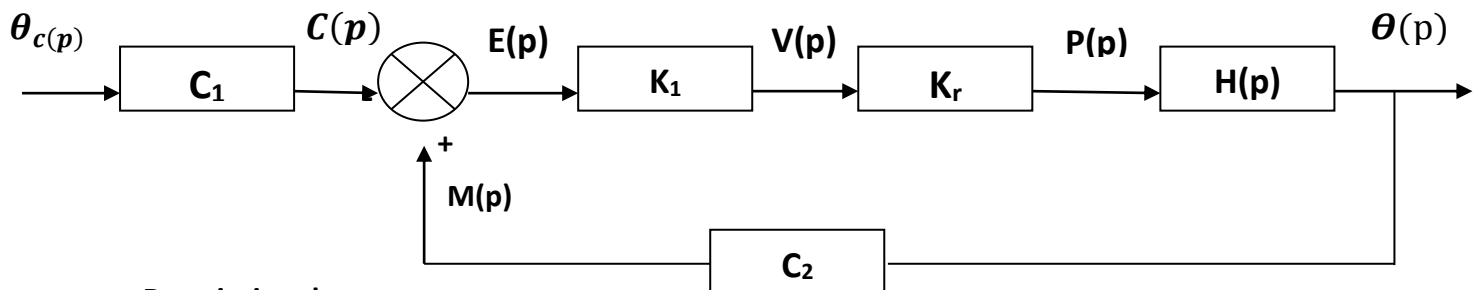 θc(p) C(p) E(p) V(p) P(p) θ(p)
C₁ K₁ Kᵣ H(p)
-
+
M(p)
C₂